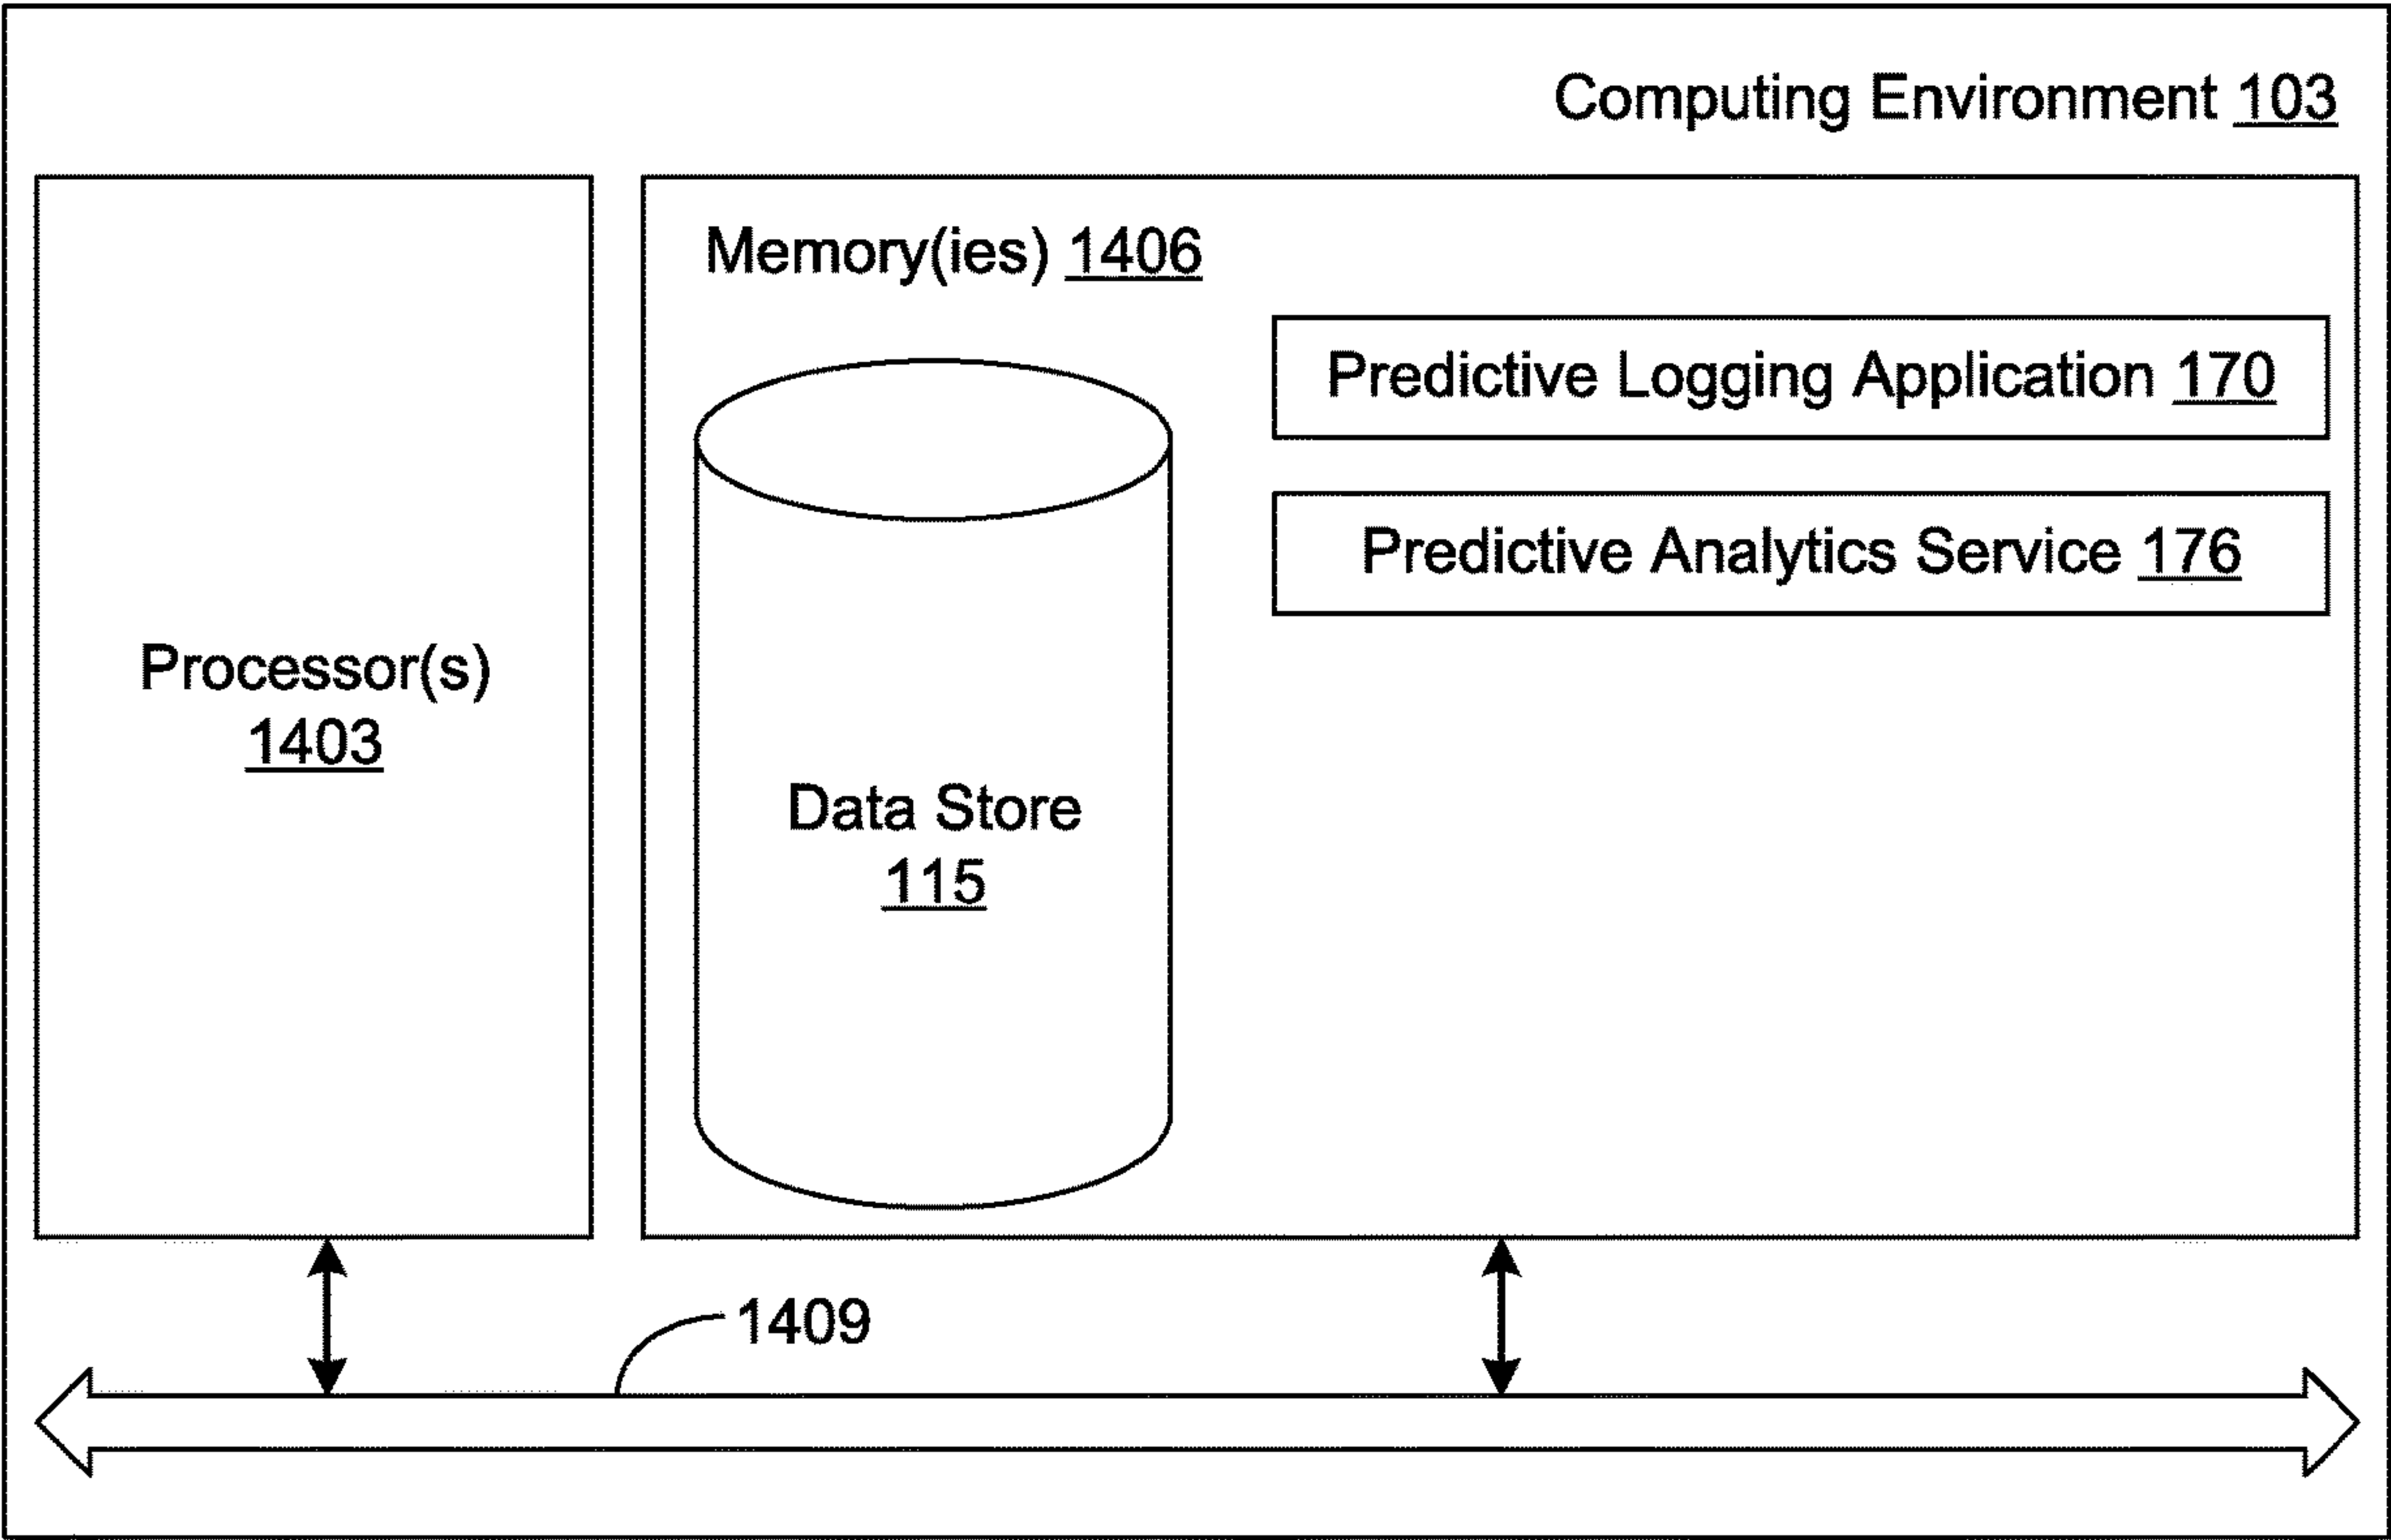 Computing Environment 103
Memory(ies) 1406
Predictive Logging Application 170
Predictive Analytics Service 176
Processor(s)
1403
Data Store
115
1409